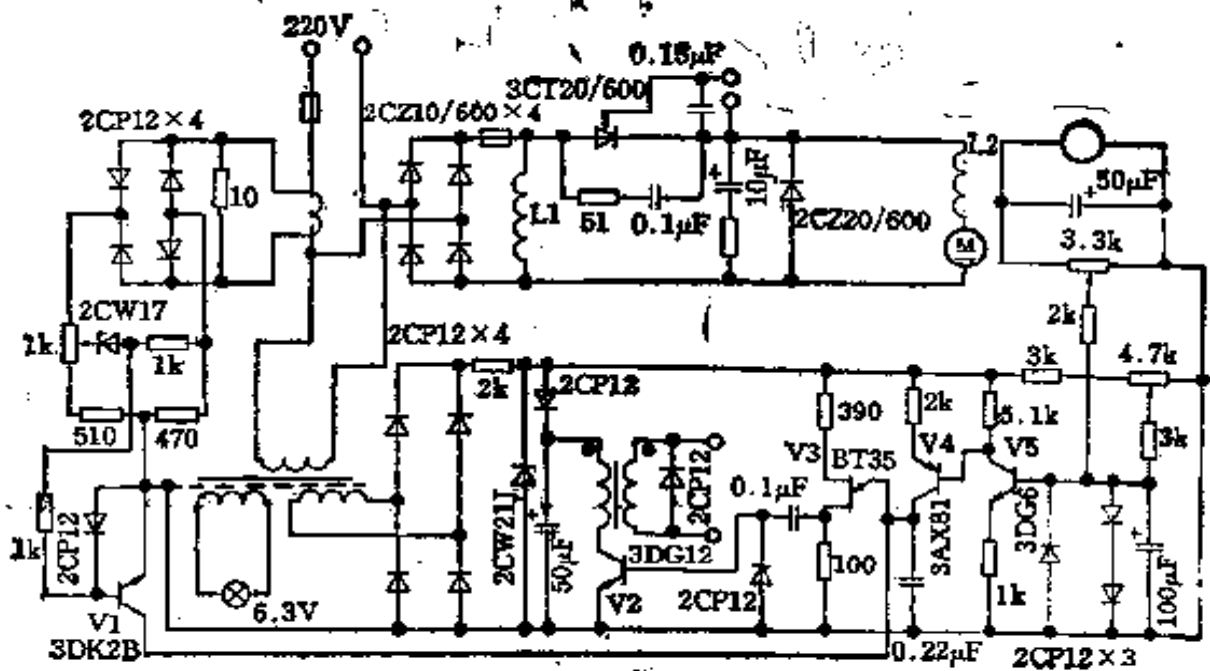 220V
0.15µF
3CT20/600
2CZ10/600×4
2CP12×4
10
L1
51
0.1µF
10µF
2CZ20/600
L2
M
50µF
3.3k
2k
2CW17
1k
1k
510
470
2CP12×4
2k
2CP12
390
2k
5.1k
3k
4.7k
3k
V3
BT35
V4
V5
2CP12
0.1µF
3DG12
2CW21J
50µF
V2
2CP12
100
3AX81
3DG6
1k
100µF
1k
2CP12
6.3V
V1
3DK2B
0.22µF
2CP12×3